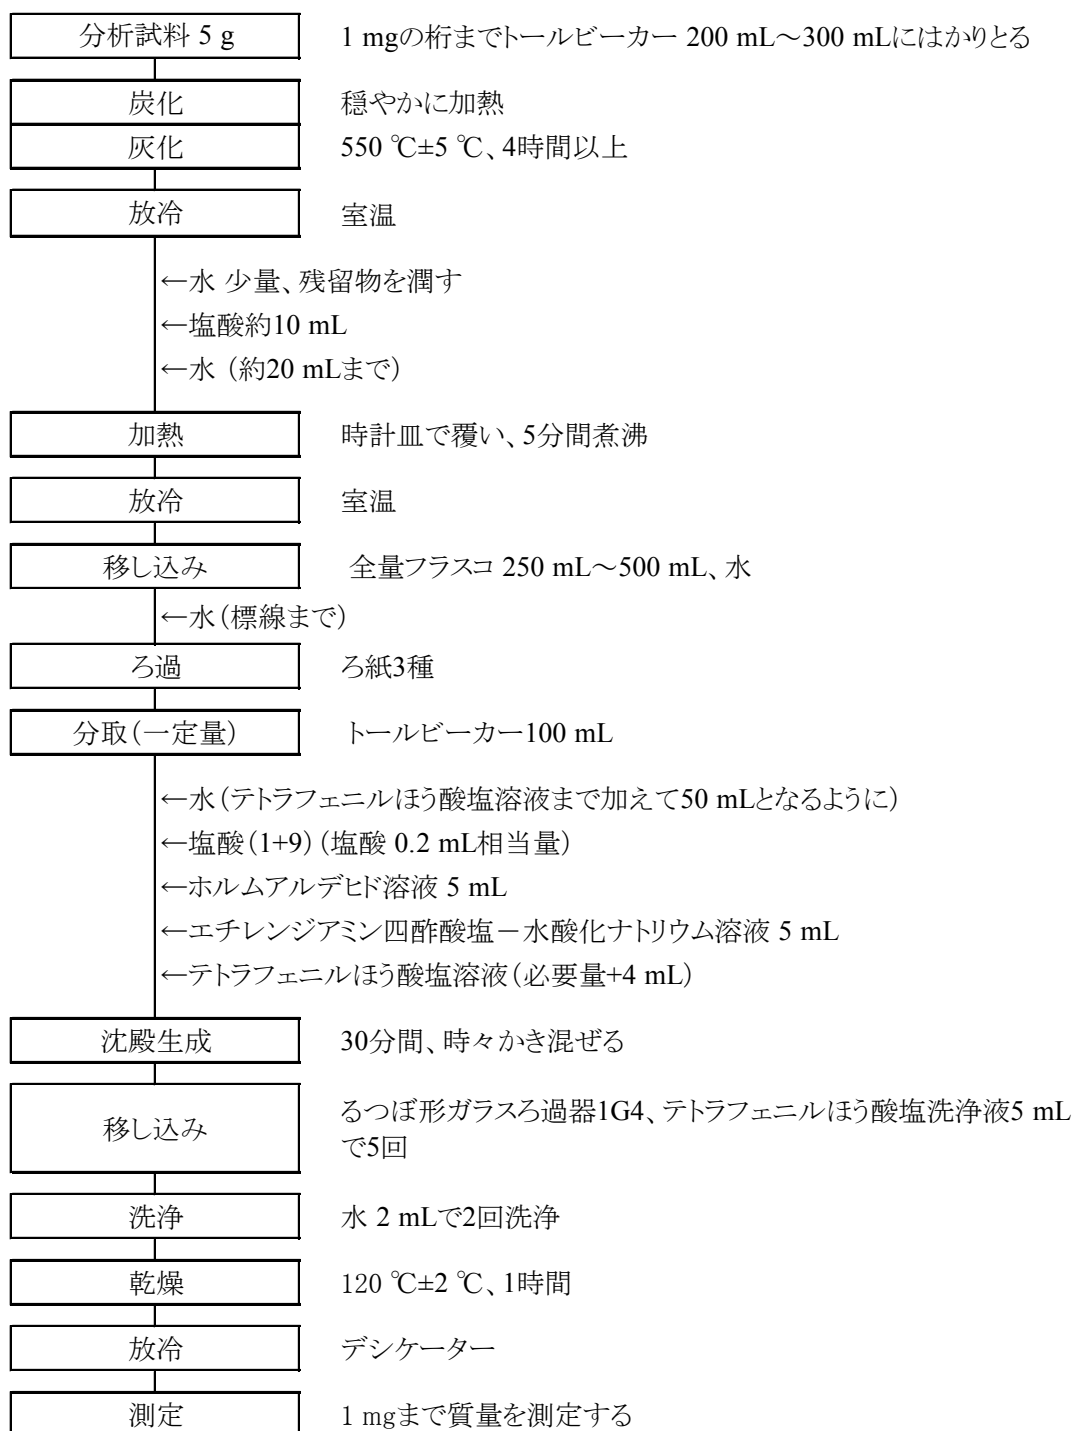 分析試料 5 g 1 mgの桁までトールビーカー 200 mL～300 mLにはかりとる
炭化 穏やかに加熱
灰化 550 ℃±5 ℃、4時間以上
放冷 室温
←水 少量、残留物を潤す
←塩酸約10 mL
←水（約20 mLまで）
加熱 時計皿で覆い、5分間煮沸
放冷 室温
移し込み 全量フラスコ 250 mL～500 mL、水
←水（標線まで）
ろ過 ろ紙3種
分取（一定量） トールビーカー100 mL
←水（テトラフェニルほう酸塩溶液まで加えて50 mLとなるように）
←塩酸（1+9）（塩酸 0.2 mL相当量）
←ホルムアルデヒド溶液 5 mL
←エチレンジアミン四酢酸塩－水酸化ナトリウム溶液 5 mL
←テトラフェニルほう酸塩溶液（必要量+4 mL）
沈殿生成 30分間、時々かき混ぜる
移し込み るつぼ形ガラスろ過器1G4、テトラフェニルほう酸塩洗浄液5 mL
で5回
洗浄 水 2 mLで2回洗浄
乾燥 120 ℃±2 ℃、1時間
放冷 デシケーター
測定 1 mgまで質量を測定する